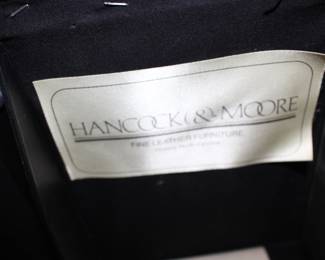 HANCOCK & MOORE
FINE LEATHER FURNITURE